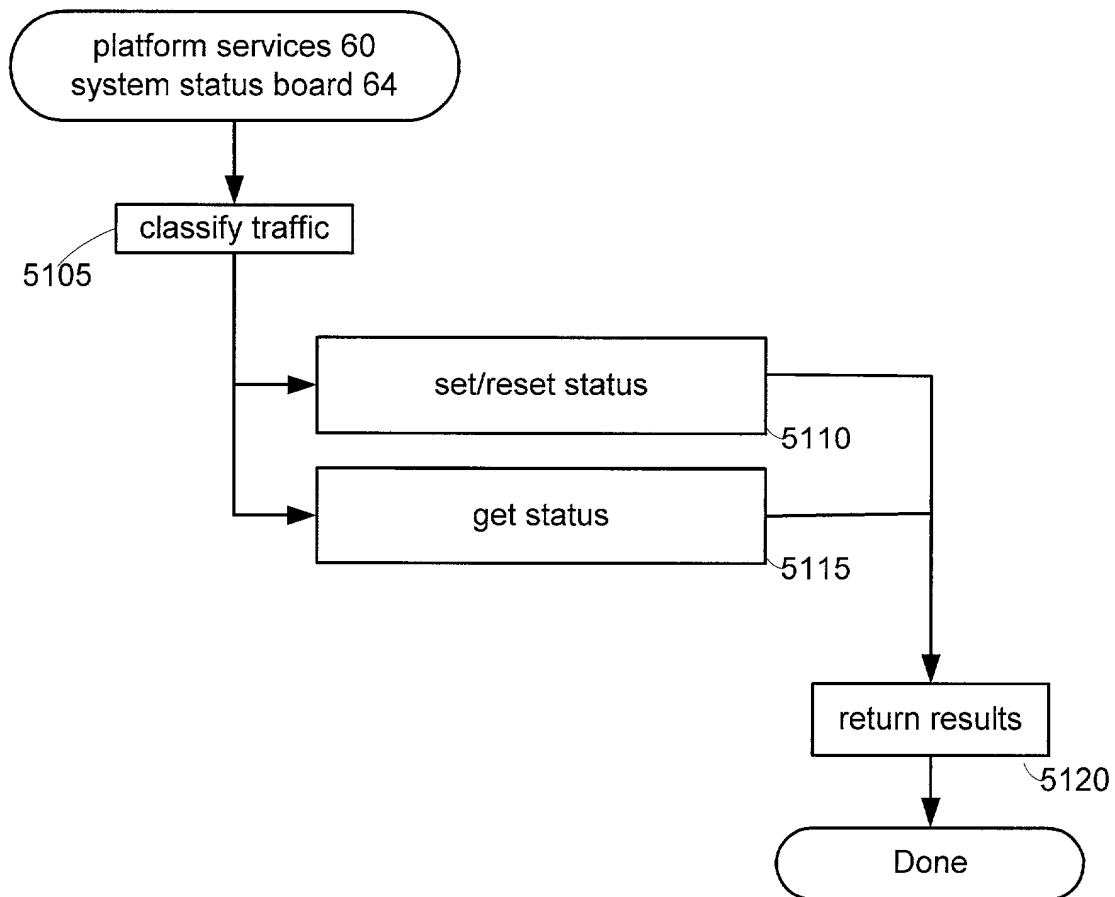 platform services 60
system status board 64
classify traffic
5105
set/reset status
5110
get status
5115
return results
5120
Done